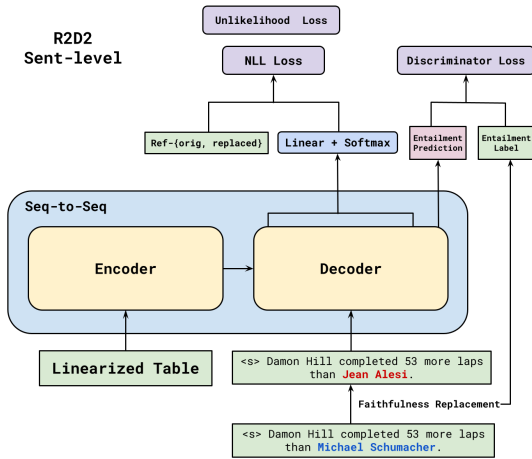 R2D2
Sent-level
Unlikelihood Loss
NLL Loss
Discriminator Loss
Ref-{orig, replaced}
Linear + Softmax
Entailment
Prediction
Entailment
Label
Seq-to-Seq
Encoder
Decoder
Linearized Table
<s> Damon Hill completed 53 more laps
than Jean Alesi.
Faithfulness Replacement
<s> Damon Hill completed 53 more laps
than Michael Schumacher.